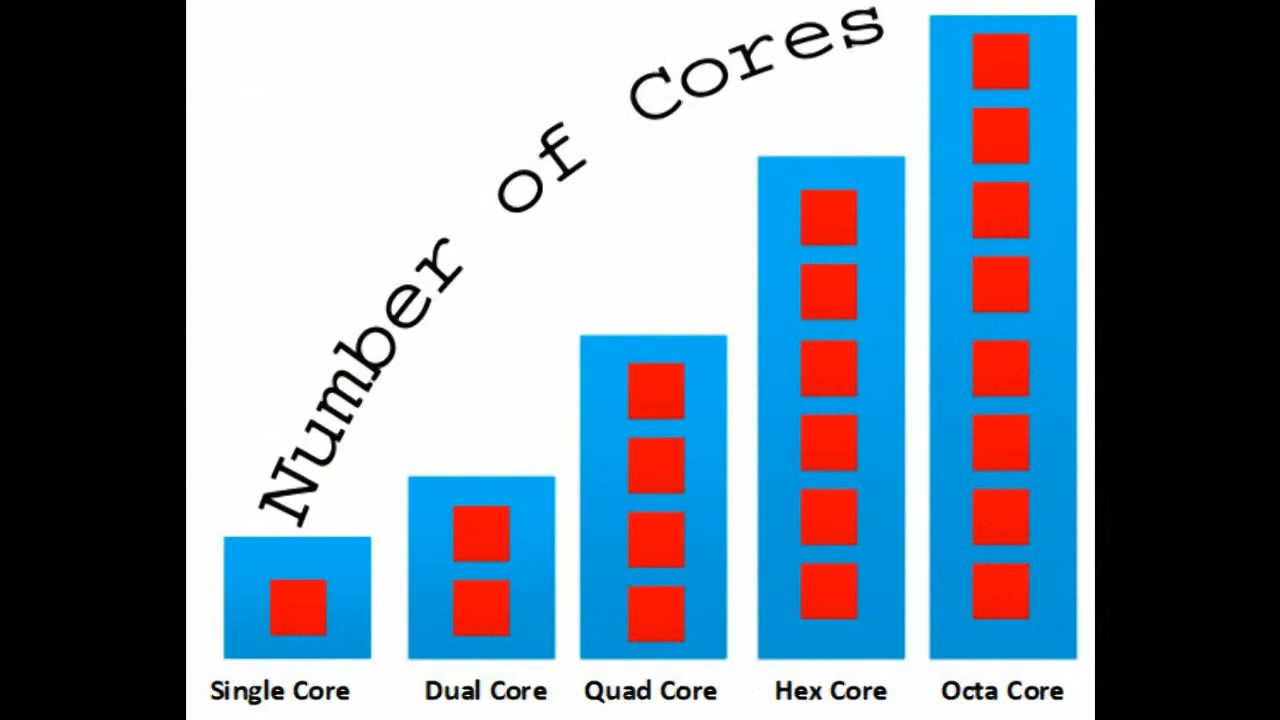 Number of Cores
Single Core
Dual Core
Quad Core
Hex Core
Octa Core